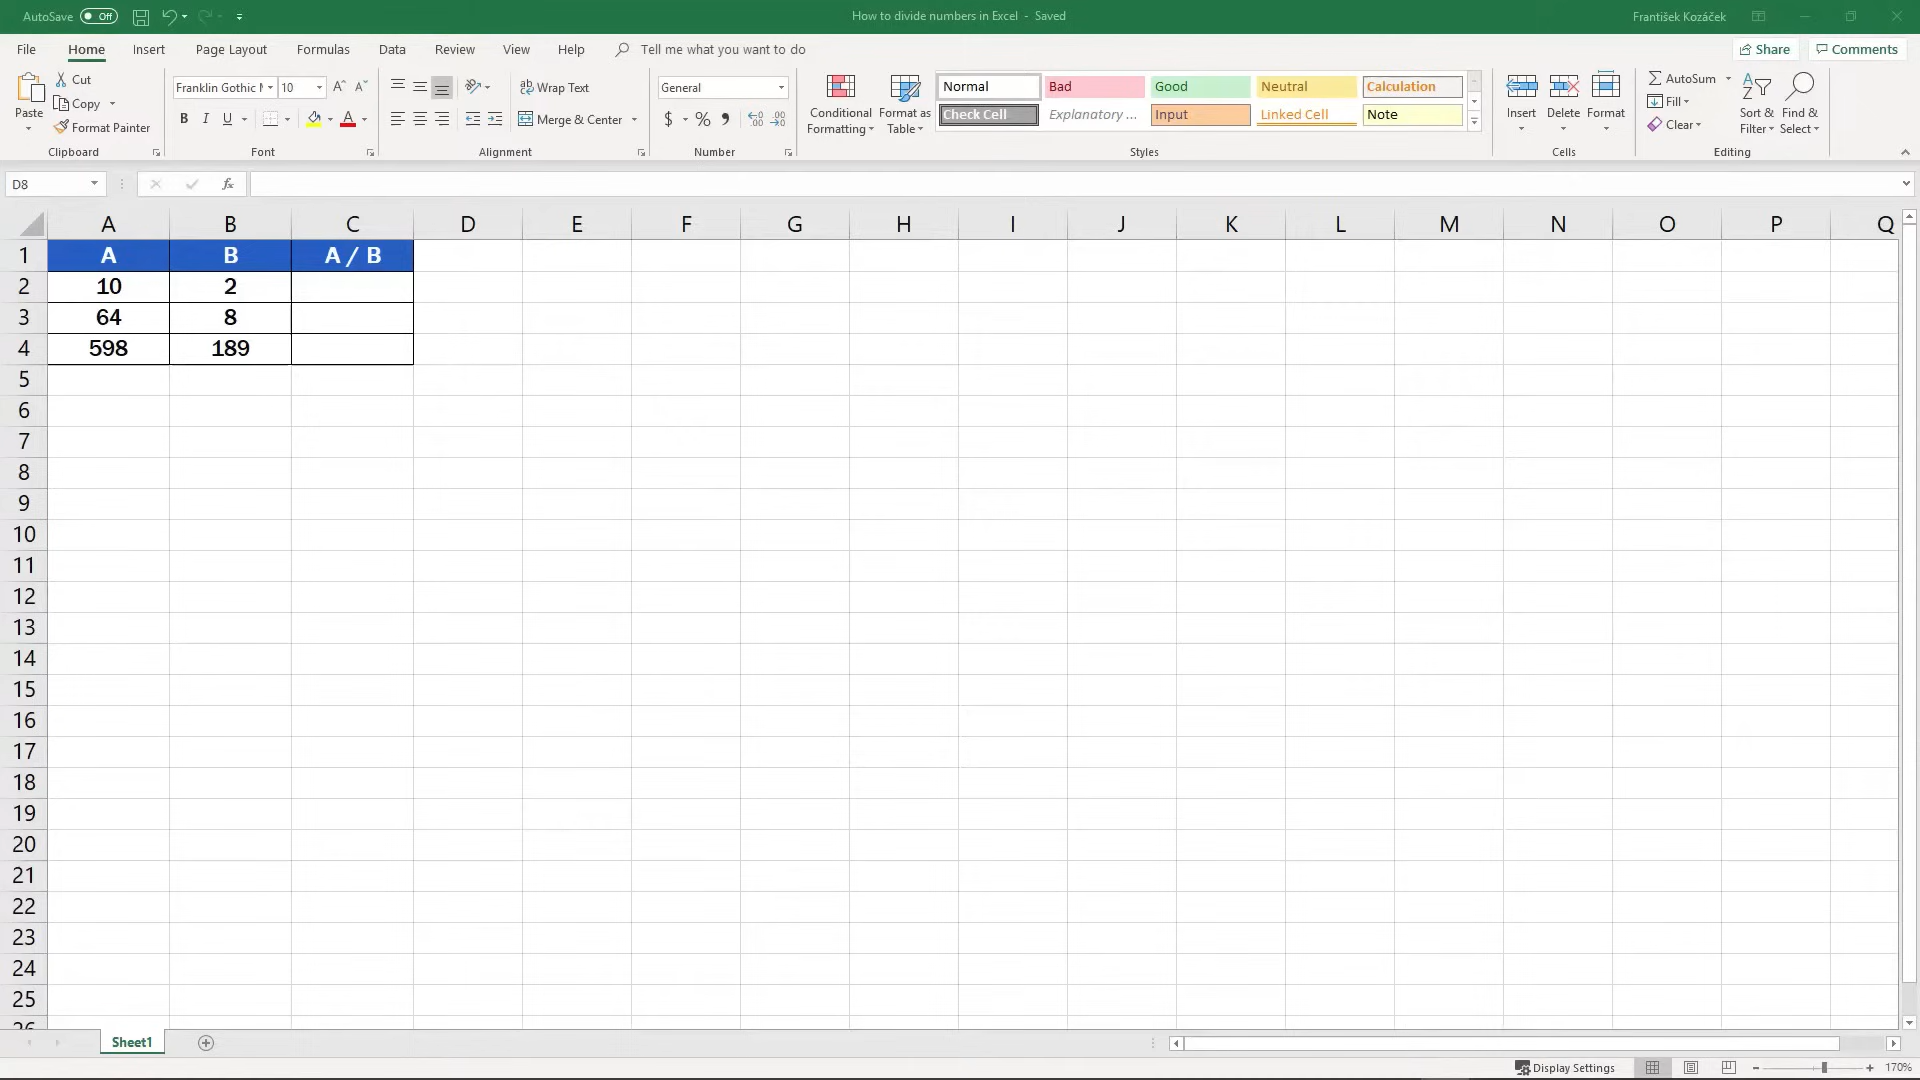 AutoSave Off How to divide numbers in Excel - Saved František Kozáček
File Home Insert Page Layout Formulas Data Review View Help Tell me what you want to do Share Comments
Paste
Cut
Copy
Format Painter
Clipboard
Franklin Gothic 10
B I U A
Font
Wrap Text
Merge & Center
Alignment
General
$ % 9
Number
Conditional
Formatting
Format as
Table
Normal Bad Good Neutral Calculation
Check Cell Explanatory ... Input Linked Cell Note
Styles
Insert Delete Format
Cells
AutoSum
Fill
Clear
Sort &
Filter
Find &
Select
Editing
D8 fx
A B C D E F G H I J K L M N O P Q
1 A B A / B
2 10 2
3 64 8
4 598 189
5
6
7
8
9
10
11
12
13
14
15
16
17
18
19
20
21
22
23
24
25
26
Sheet1
Display Settings 170%